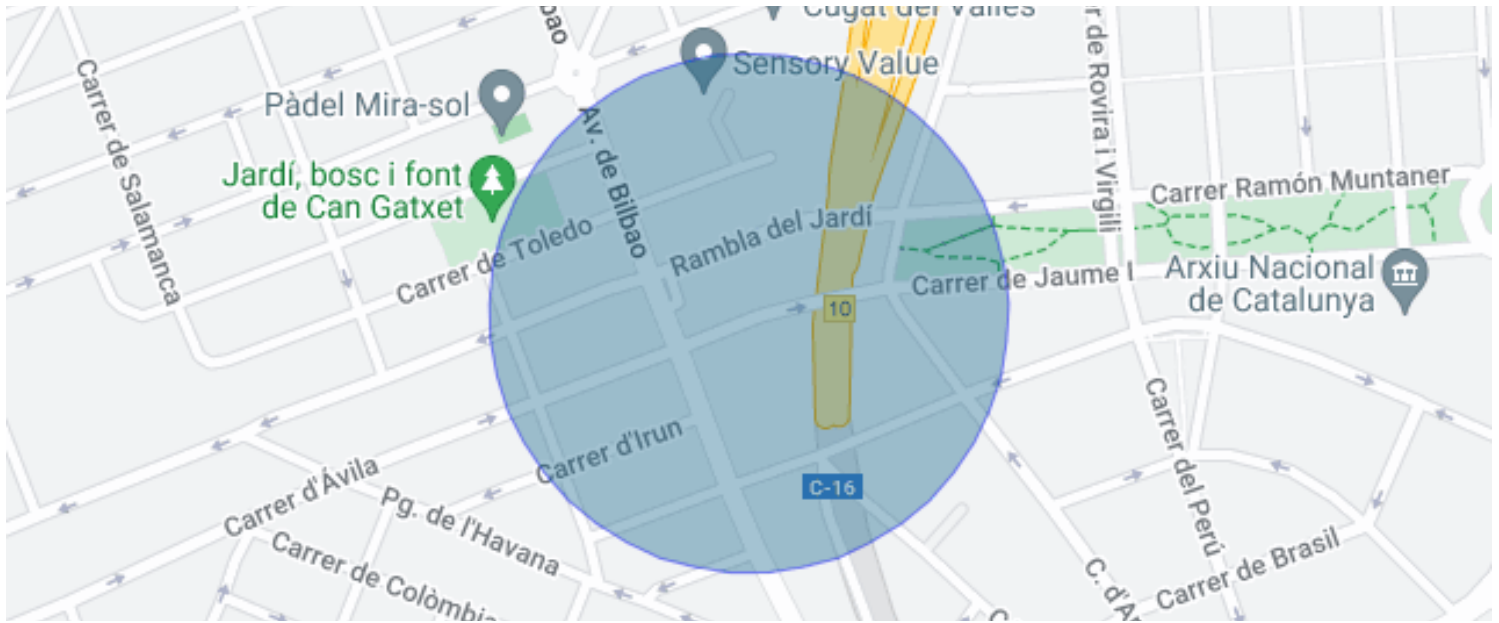 Cugat del Vallès
bao
Sensory Value
Pàdel Mira-sol
Carrer de Salamanca
Av. de Bilbao
r de Rovira i Virgili
Jardí, bosc i font
de Can Gatxet
Carrer Ramón Muntaner
Carrer de Toledo
Rambla del Jardí
Carrer de Jaume I
Arxiu Nacional
de Catalunya
10
Carrer d'Irun
C-16
Carrer d'Ávila
Pg. de l'Havana
Carrer de Colòmbia
Carrer del Perú
Carrer de Brasil
C. d'A
C